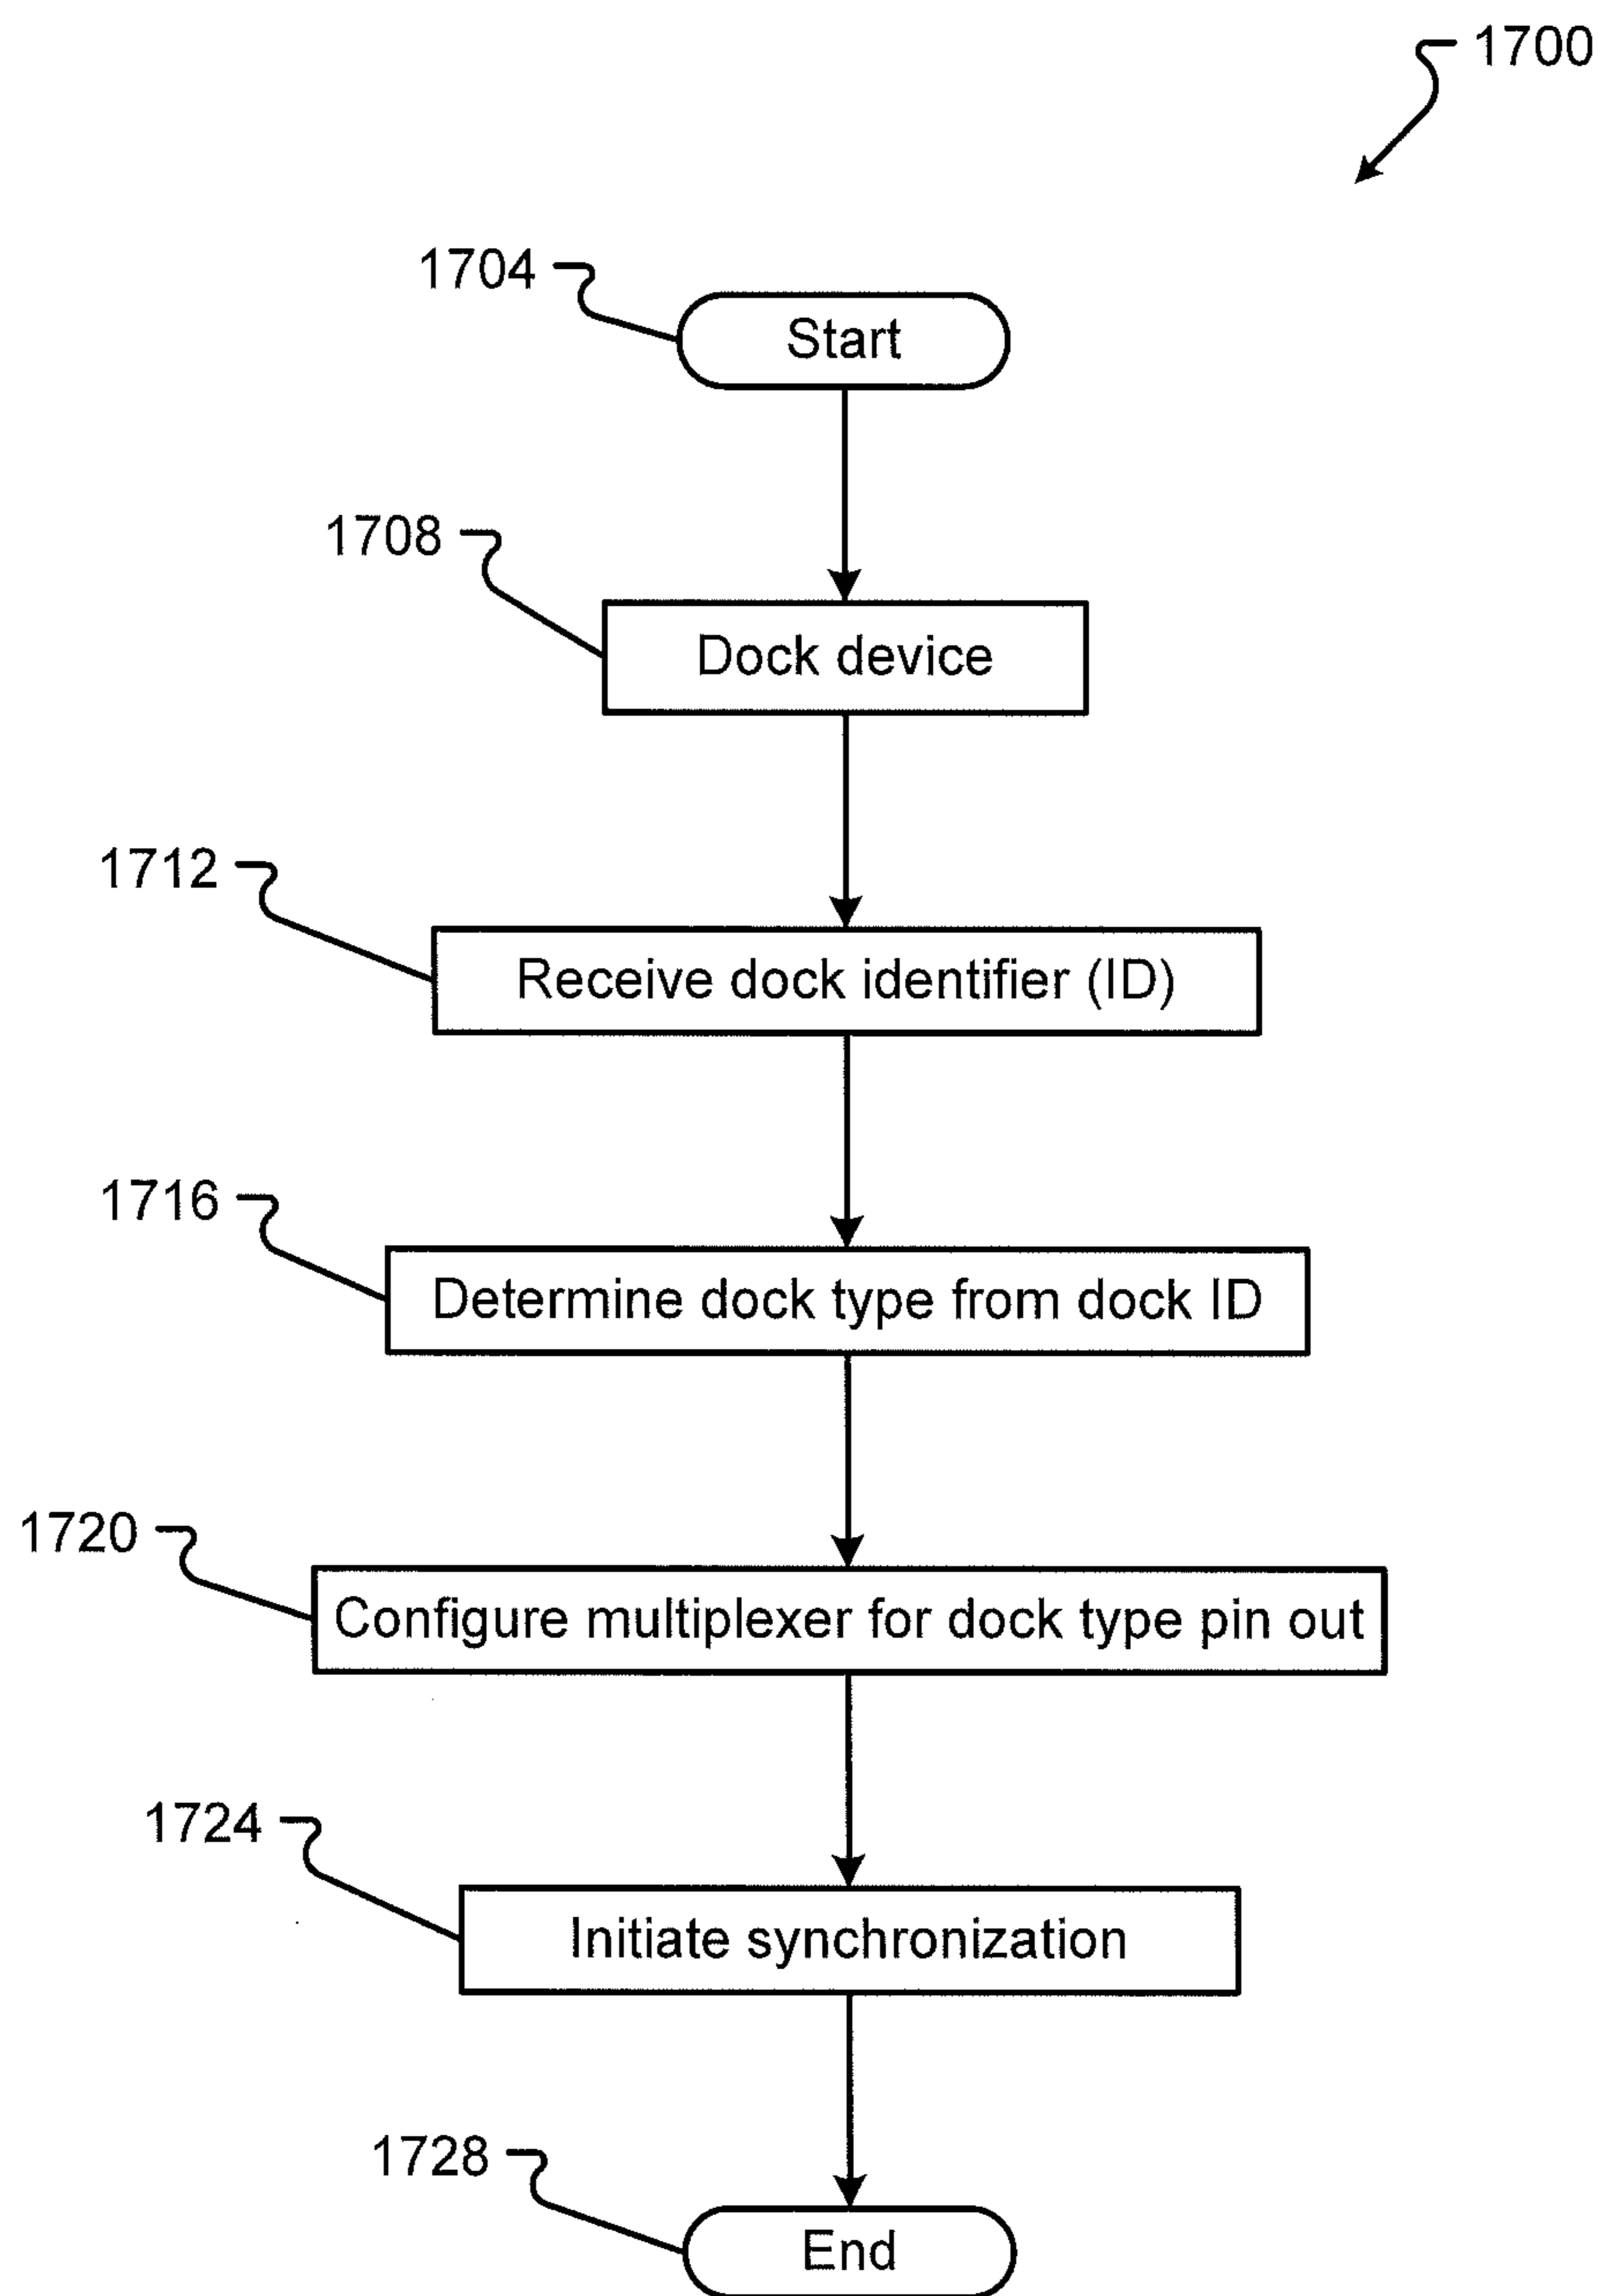 1700
1704
Start
1708
Dock device
1712
Receive dock identifier (ID)
1716
Determine dock type from dock ID
1720
Configure multiplexer for dock type pin out
1724
Initiate synchronization
1728
End